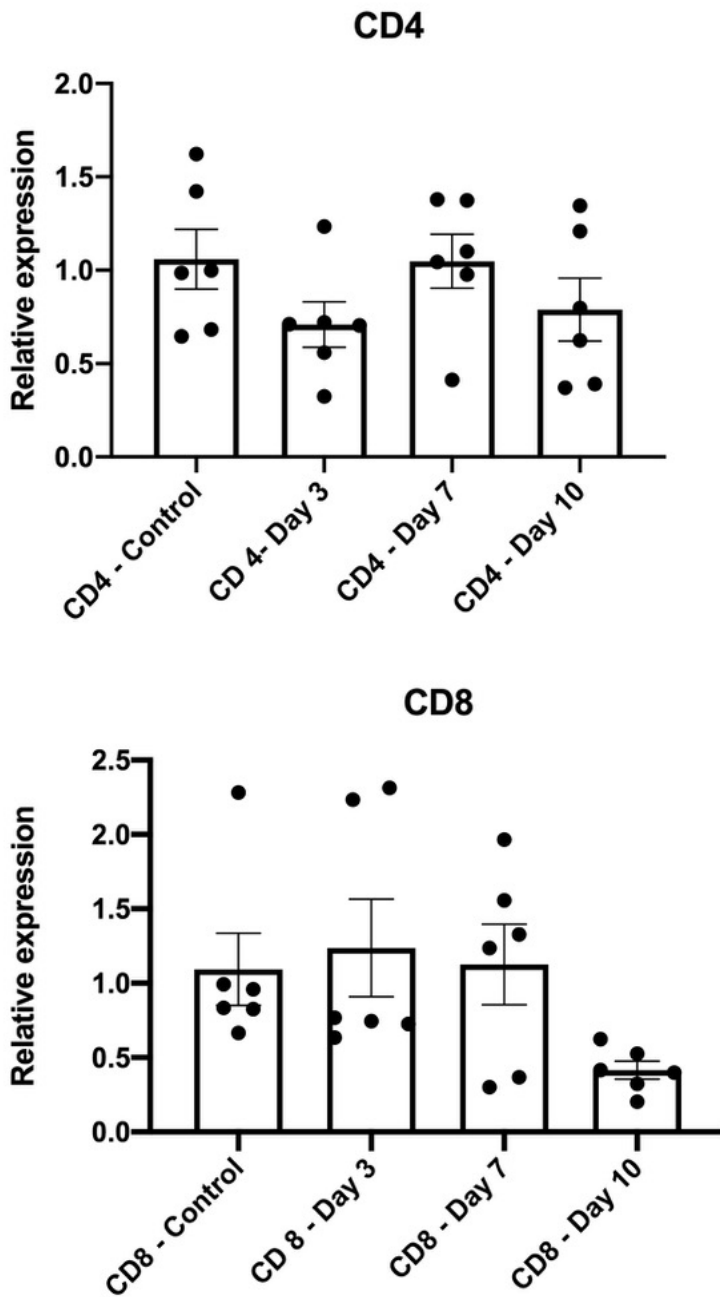 CD4
Relative expression
2.0
1.5
1.0
0.5
0.0
CD4 - Control
CD 4- Day 3
CD4 - Day 7
CD4 - Day 10
CD8
Relative expression
2.5
2.0
1.5
1.0
0.5
0.0
CD8 - Control
CD 8 - Day 3
CD8 - Day 7
CD8 - Day 10